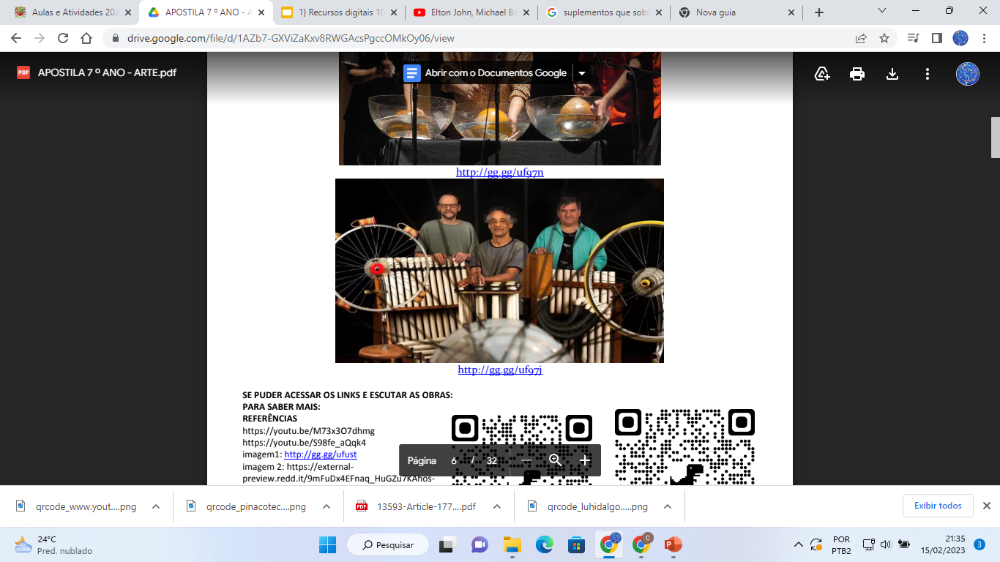 Aulas e Atividades 202
APOSTILA 7 º ANO - A
1) Recursos digitais 10
Elton John, Michael Bo
suplementos que sobr
Nova guia
drive.google.com/file/d/1AZb7-GXViZaKxv8RWGAcsPgccOMkOy06/view
PDF
APOSTILA 7 º ANO - ARTE.pdf
Abrir com o Documentos Google
http://gg.gg/uf97n
http://gg.gg/uf97j
SE PUDER ACESSAR OS LINKS E ESCUTAR AS OBRAS:
PARA SABER MAIS:
REFERÊNCIAS
https://youtu.be/M73x3O7dhmg
https://youtu.be/S98fe_aQqk4
imagem1: http://gg.gg/ufust
imagem 2: https://external-
preview.redd.it/9mFuDx4EFnaq_HuGZu7KAhos-
Página 6 / 32
qrcode_www.yout....png
qrcode_pinacotec....png
PDF
13593-Article-177....pdf
qrcode_luhidalgo.....png
Exibir todos
24°C
Pred. nublado
Pesquisar
C
P
POR
PTB2
21:35
15/02/2023
3